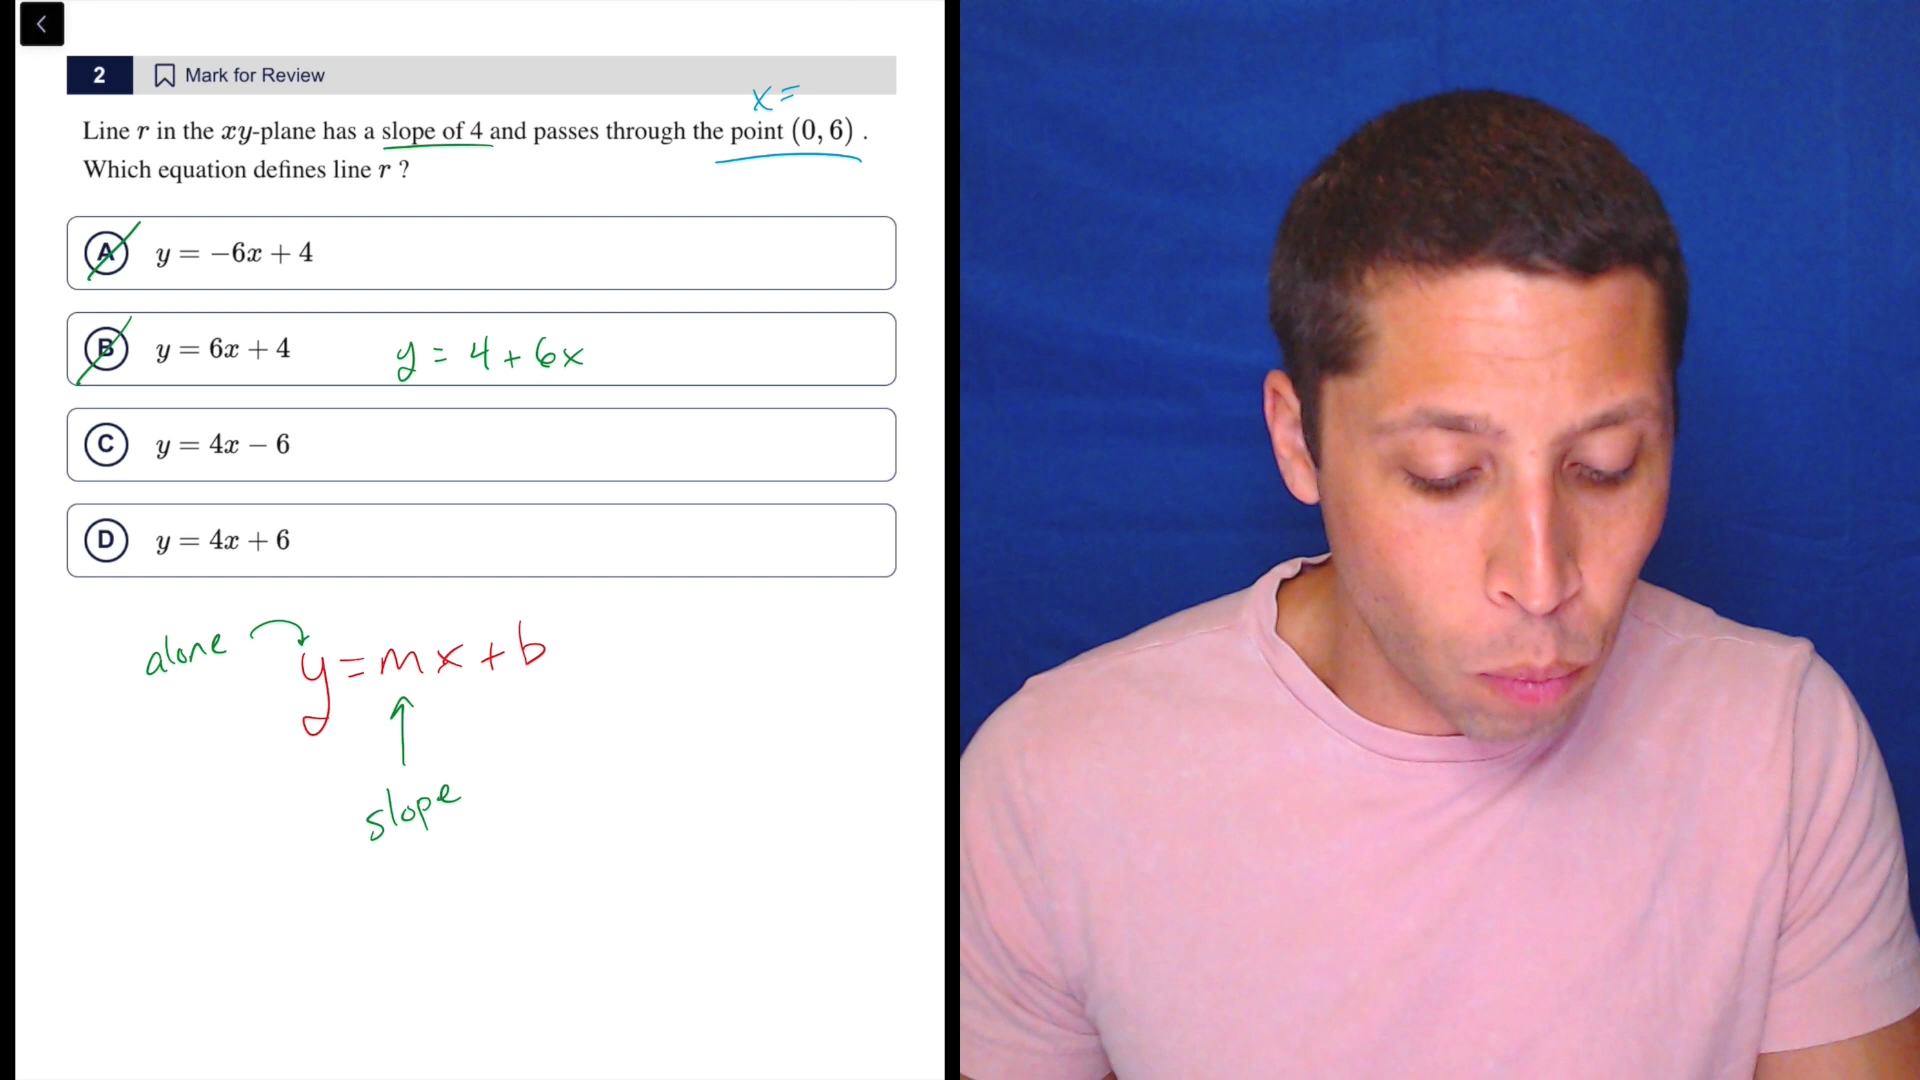 2 Mark for Review
x =
Line r in the xy-plane has a slope of 4 and passes through the point (0, 6) .
Which equation defines line r ?
A y = −6x + 4
B y = 6x + 4 y = 4 + 6x
C y = 4x − 6
D y = 4x + 6
alone y = mx + b
slope